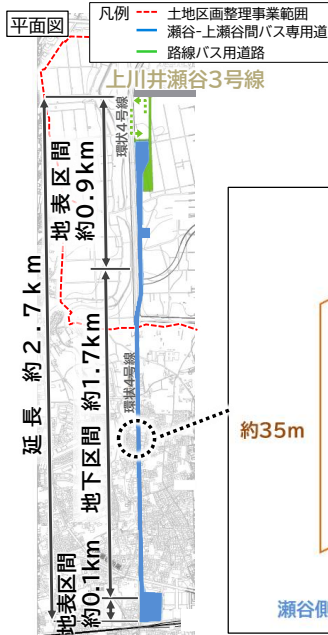 平面図
凡例
土地区画整理事業範囲
瀬谷-上瀬谷間バス専用道
路線バス用道路
上川井瀬谷3号線
環状4号線
地表区間
約0.9km
延長 約2.7km
地下区間 約1.7km
環状4号線
約35m
地表区間
約0.1km
瀬谷側